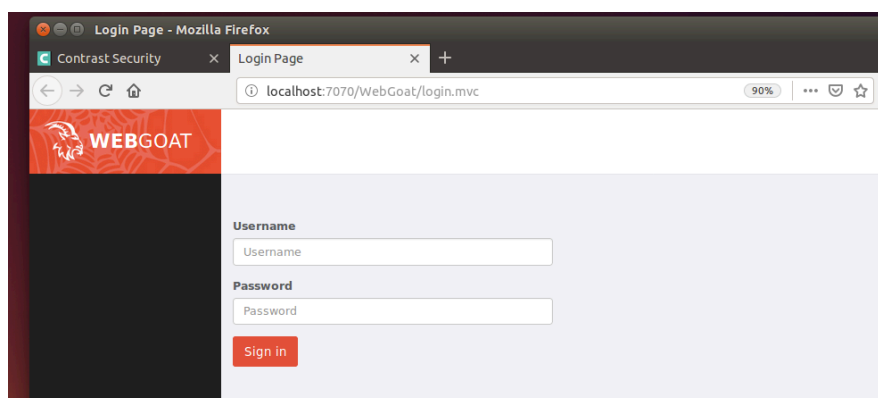 Login Page - Mozilla Firefox
Contrast Security
Login Page
localhost:7070/WebGoat/login.mvc
90%
WEBGOAT
Username
Username
Password
Password
Sign in